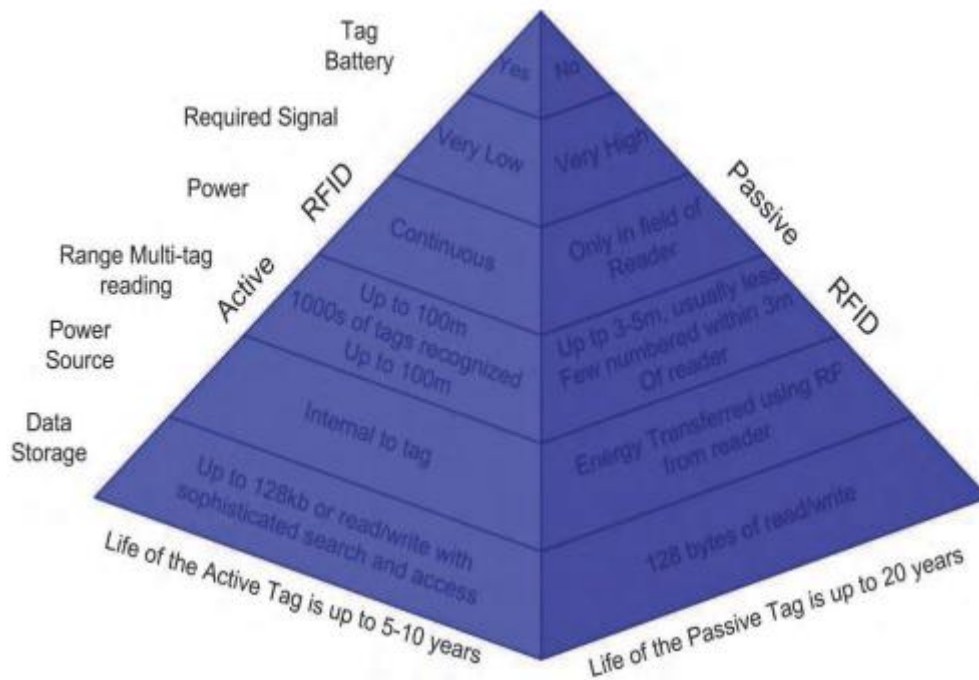 Tag
Battery
Yes
No
Required Signal
Very Low
Very High
Power
Continuous
Only in field of
Reader
Range Multi-tag
reading
Up to 100m
1000s of tags recognized
Up to 100m
Up tp 3-5m, usually less
Few numbered within 3m
Of reader
Power
Source
Internal to tag
Energy Transferred using RF
from reader
Data
Storage
Up to 128kb or read/write with
sophisticated search and access
128 bytes of read/write
Active RFID
Passive RFID
Life of the Active Tag is up to 5-10 years
Life of the Passive Tag is up to 20 years